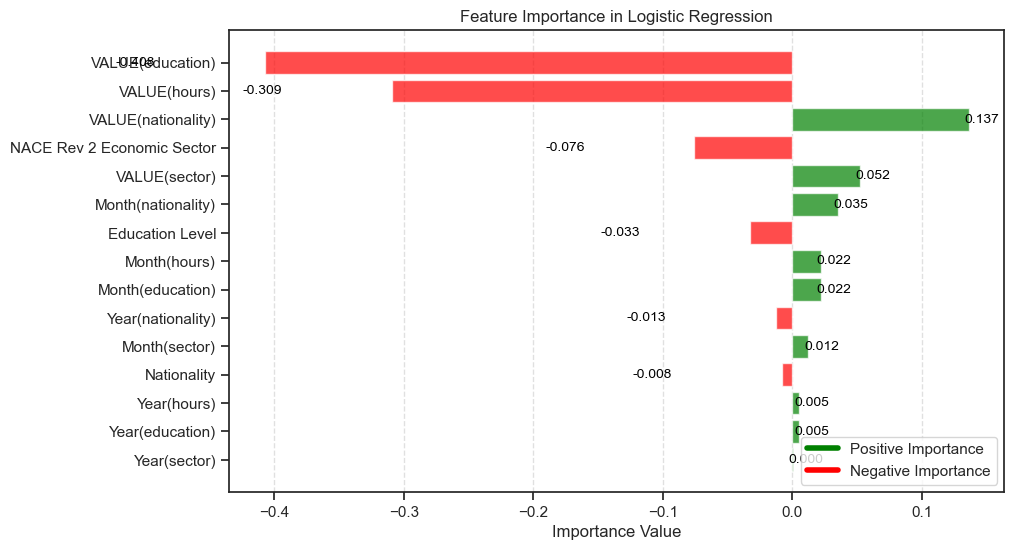 Feature Importance in Logistic Regression
VALUE(education)
-0.408
VALUE(hours)
-0.309
VALUE(nationality)
0.137
NACE Rev 2 Economic Sector
-0.076
VALUE(sector)
0.052
Month(nationality)
0.035
Education Level
-0.033
Month(hours)
0.022
Month(education)
0.022
Year(nationality)
-0.013
Month(sector)
0.012
Nationality
-0.008
Year(hours)
0.005
Year(education)
0.005
Year(sector)
0.000
Positive Importance
Negative Importance
−0.4 −0.3 −0.2 −0.1 0.0 0.1
Importance Value